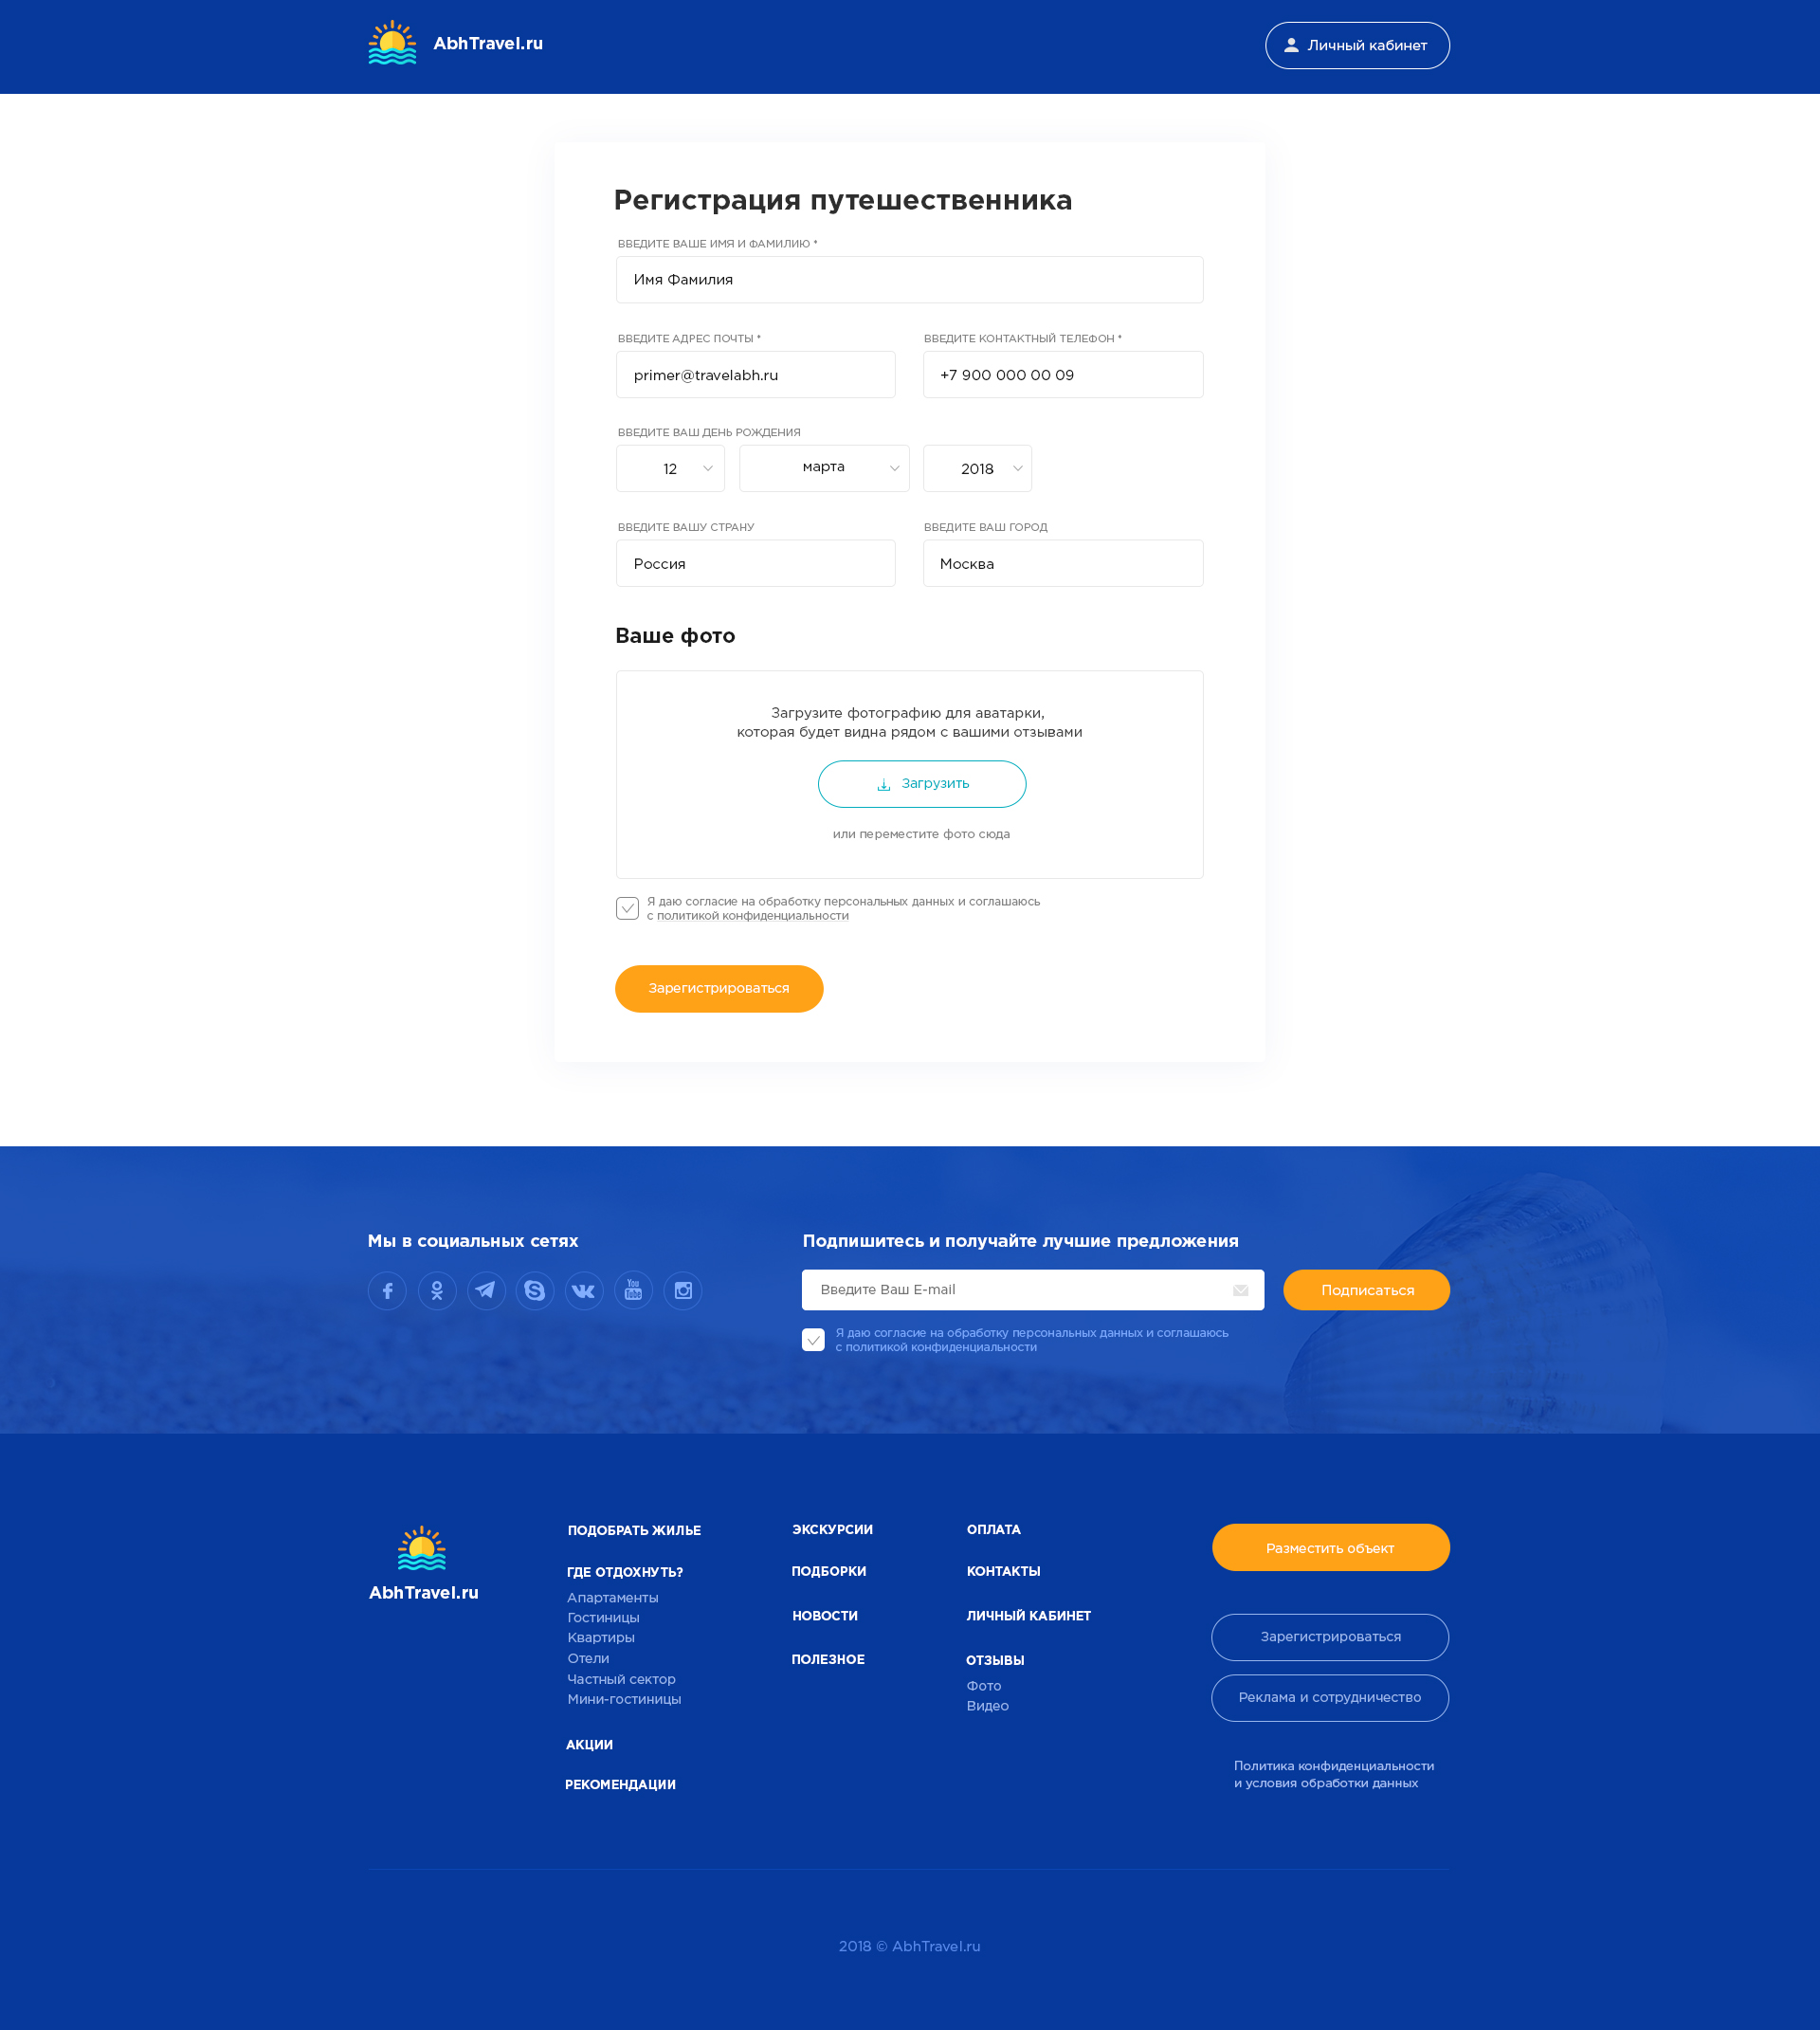 AbhTravel.ru
Личный кабинет
Регистрация путешественника
ВВЕДИТЕ ВАШЕ ИМЯ И ФАМИЛИЮ *
Имя Фамилия
ВВЕДИТЕ АДРЕС ПОЧТЫ *
ВВЕДИТЕ КОНТАКТНЫЙ ТЕЛЕФОН *
primer@travelabh.ru
+7 900 000 00 09
ВВЕДИТЕ ВАШ ДЕНЬ РОЖДЕНИЯ
12
марта
2018
ВВЕДИТЕ ВАШУ СТРАНУ
ВВЕДИТЕ ВАШ ГОРОД
Россия
Москва
Ваше фото
Загрузите фотографию для аватарки,
которая будет видна рядом с вашими отзывами
Загрузить
или переместите фото сюда
Я даю согласие на обработку персональных данных и соглашаюсь
с политикой конфиденциальности
Зарегистрироваться
Мы в социальных сетях
You
Tube
Подпишитесь и получайте лучшие предложения
Введите Ваш E-mail
Подписаться
Я даю согласие на обработку персональных данных и соглашаюсь
с политикой конфиденциальности
AbhTravel.ru
ПОДОБРАТЬ ЖИЛЬЕ
ГДЕ ОТДОХНУТЬ?
Апартаменты
Гостиницы
Квартиры
Отели
Частный сектор
Мини-гостиницы
АКЦИИ
РЕКОМЕНДАЦИИ
ЭКСКУРСИИ
ПОДБОРКИ
НОВОСТИ
ПОЛЕЗНОЕ
ОПЛАТА
КОНТАКТЫ
ЛИЧНЫЙ КАБИНЕТ
ОТЗЫВЫ
Фото
Видео
Разместить объект
Зарегистрироваться
Реклама и сотрудничество
Политика конфиденциальности
и условия обработки данных
2018 © AbhTravel.ru